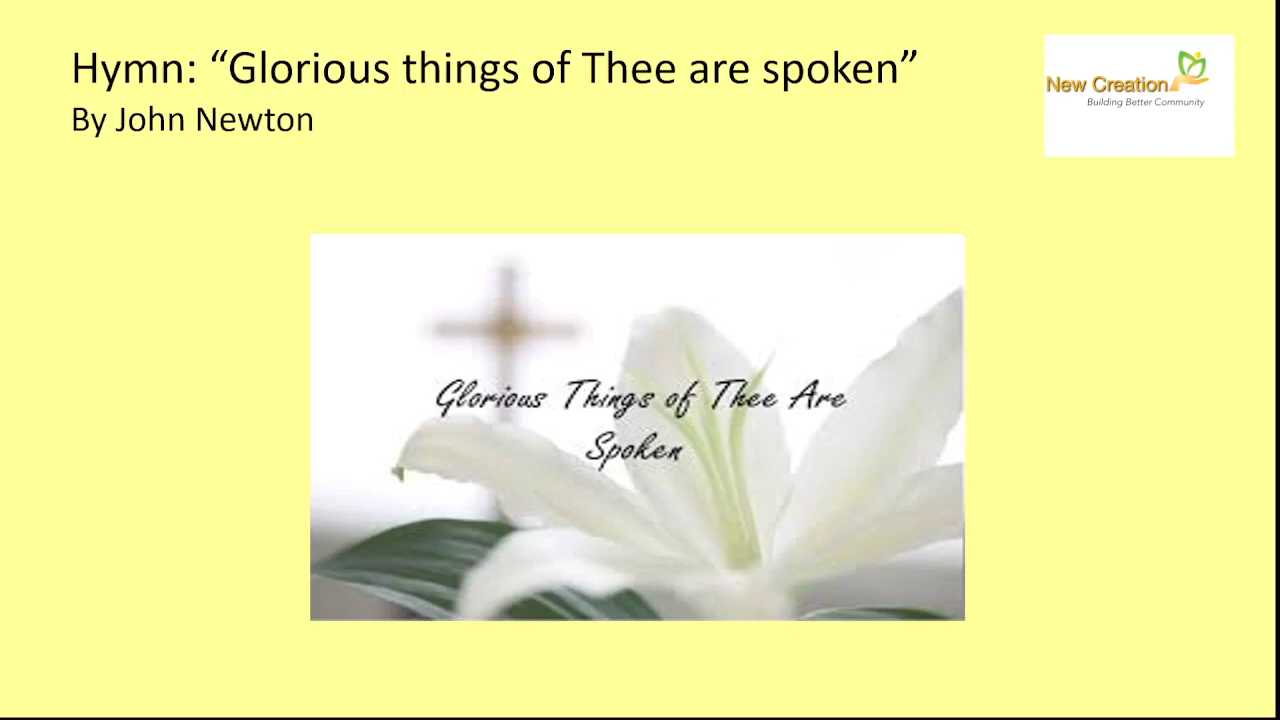 Hymn: “Glorious things of Thee are spoken”
By John Newton
New Creation
Building Better Community
Glorious Things of Thee Are
Spoken